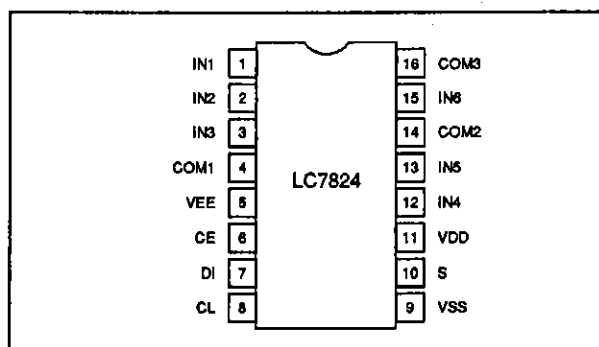 IN1 1 16 COM3
IN2 2 15 IN6
IN3 3 14 COM2
COM1 4 13 IN5
LC7824
VEE 5 12 IN4
CE 6 11 VDD
DI 7 10 S
CL 8 9 VSS